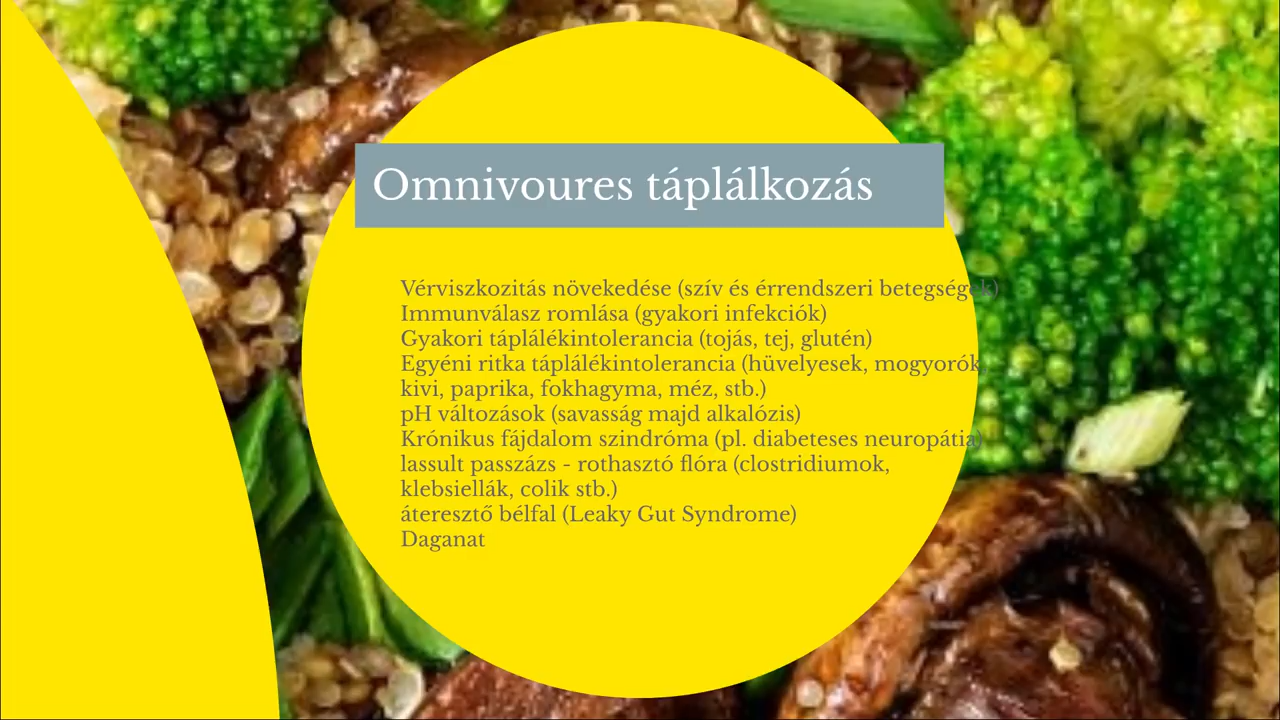 Omnivoures táplálkozás
Vérviszkozitás növekedése (szív és érrendszeri betegségek)
Immunválasz romlása (gyakori infekciók)
Gyakori táplálékintolerancia (tojás, tej, glutén)
Egyéni ritka táplálékintolerancia (hüvelyesek, mogyorók,
kivi, paprika, fokhagyma, méz, stb.)
pH változások (savasság majd alkalózis)
Krónikus fájdalom szindróma (pl. diabeteses neuropátia)
lassult passzázs - rothasztó flóra (clostridiumok,
klebsiellák, colik stb.)
áteresztő bélfal (Leaky Gut Syndrome)
Daganat